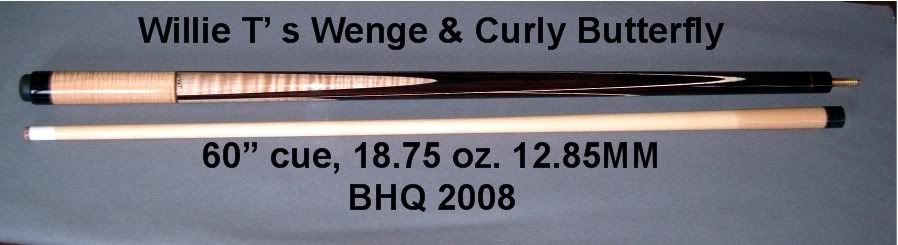 Willie T’ s Wenge & Curly Butterfly
60” cue, 18.75 oz. 12.85MM
BHQ 2008